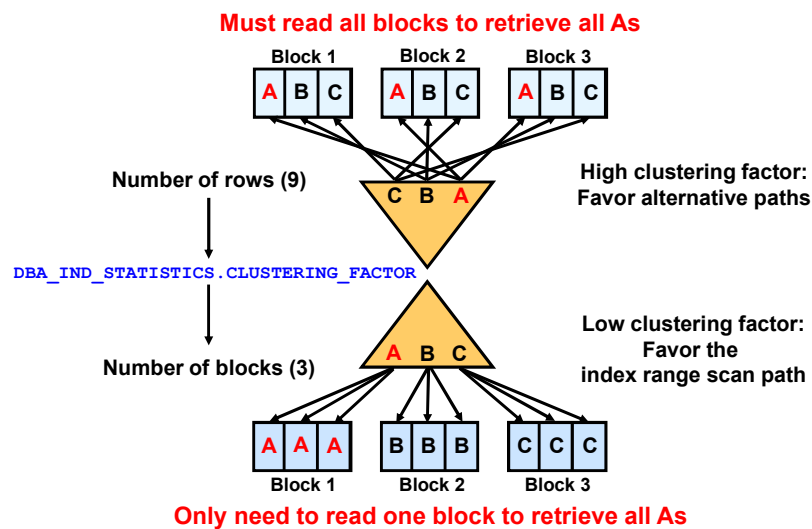 Must read all blocks to retrieve all As
Block 1 Block 2 Block 3
A B C A B C A B C
Number of rows (9)
C B A
High clustering factor:
Favor alternative paths
DBA_IND_STATISTICS.CLUSTERING_FACTOR
Number of blocks (3)
A B C
Low clustering factor:
Favor the
index range scan path
A A A B B B C C C
Block 1 Block 2 Block 3
Only need to read one block to retrieve all As